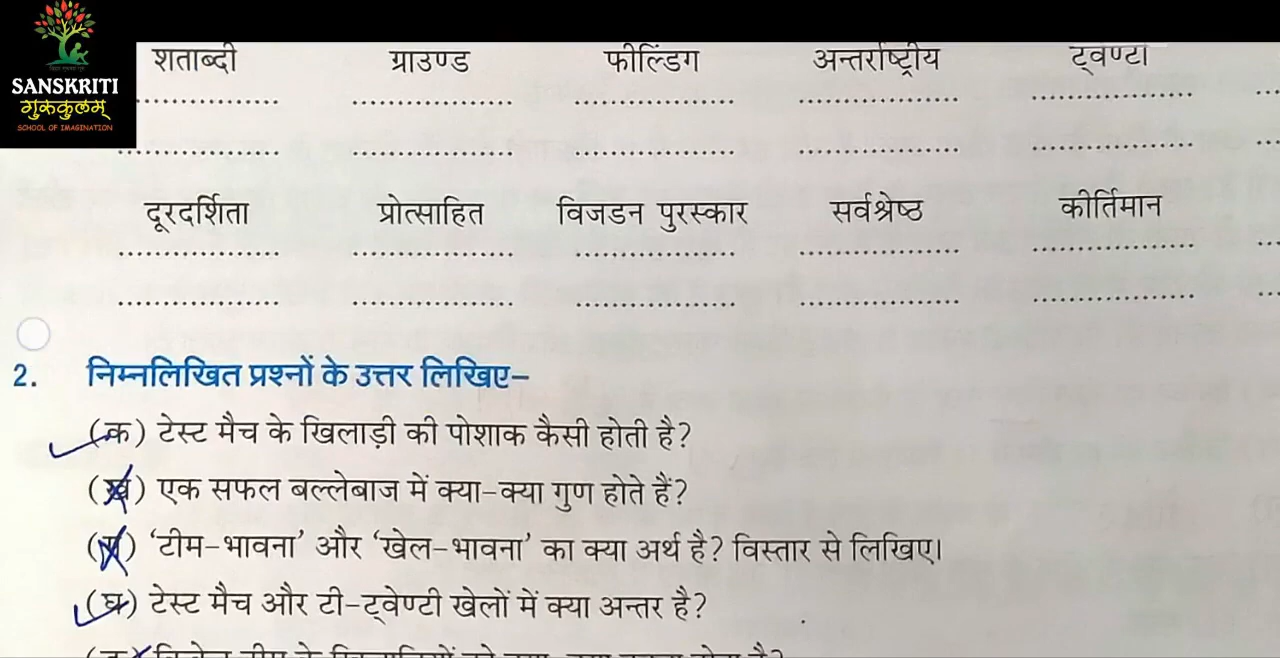 SANSKRITI
गुरुकुलम्
SCHOOL OF IMAGINATION
शताब्दी ग्राउण्ड फील्डिंग अन्तर्राष्ट्रीय ट्वेण्टी
दूरदर्शिता प्रोत्साहित विजडन पुरस्कार सर्वश्रेष्ठ कीर्तिमान
2. निम्नलिखित प्रश्नों के उत्तर लिखिए-
(क) टेस्ट मैच के खिलाड़ी की पोशाक कैसी होती है?
(ख) एक सफल बल्लेबाज में क्या-क्या गुण होते हैं?
(ग) ‘टीम-भावना’ और ‘खेल-भावना’ का क्या अर्थ है? विस्तार से लिखिए।
(घ) टेस्ट मैच और टी-ट्वेण्टी खेलों में क्या अन्तर है?